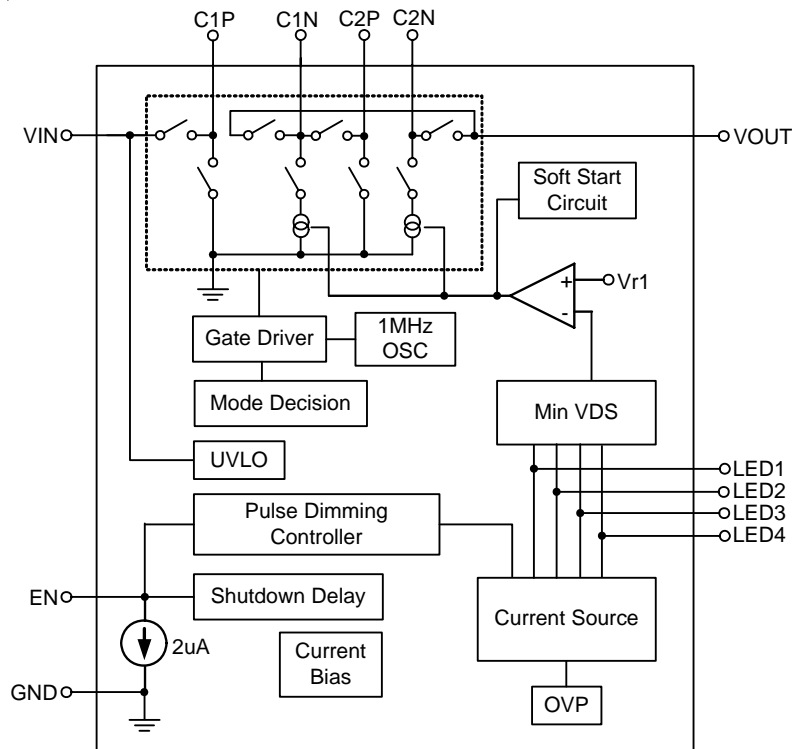 C1P C1N C2P C2N
VIN
VOUT
Soft Start
Circuit
+
Vr1
-
1MHz
OSC
Gate Driver
Mode Decision
Min VDS
UVLO
LED1
LED2
LED3
LED4
Pulse Dimming
Controller
EN
Shutdown Delay
Current Source
2uA
Current
Bias
GND
OVP